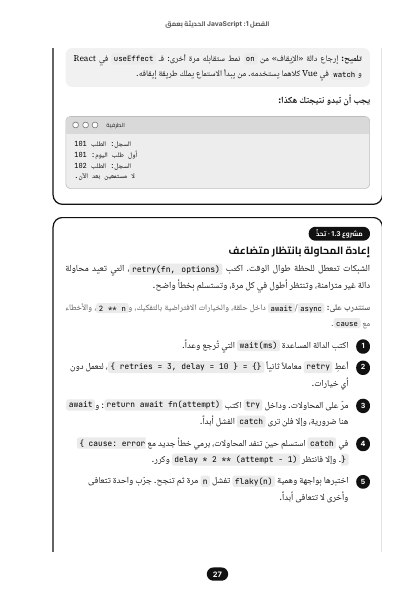 الفصل 1: JavaScript الحديثة بعمق
تلميح: إرجاع دالة «الإيقاف» من on نمط ستقابله مرة أخرى: فـ useEffect في React
و watch في Vue كلاهما يستخدمه. من يبدأ الاستماع يملك طريقة إيقافه.
يجب أن تبدو نتيجتك هكذا:
الطرفية
السجل: الطلب 101
أول طلب اليوم: 101
السجل: الطلب 102
لا مستمعين بعد الآن.
مشروع 1.3 · تحدٍّ
إعادة المحاولة بانتظار متضاعف
الشبكات تتعطل للحظة طوال الوقت. اكتب retry(fn, options)، التي تعيد محاولة
دالة غير متزامنة، وتنتظر أطول في كل مرة، وتستسلم بخطأ واضح.
ستتدرب على: async/await داخل حلقة، والخيارات الافتراضية بالتفكيك، و 2 ** n، والأخطاء
مع cause.
1 اكتب الدالة المساعدة wait(ms) التي تُرجع وعداً.
2 أعطِ retry معاملاً ثانياً { retries = 3, delay = 10 } = {}، لتعمل دون
أي خيارات.
3 مرّ على المحاولات. وداخل try اكتب return await fn(attempt): و await
هنا ضرورية، وإلا فلن ترى catch الفشل أبداً.
4 في catch استسلم حين تنفد المحاولات، برمي خطأ جديد مع { cause: error
}. وإلا فانتظر delay * 2 ** (attempt - 1) وكرر.
5 اختبرها بواجهة وهمية flaky(n) تفشل n مرة ثم تنجح. جرّب واحدة تتعافى
وأخرى لا تتعافى أبداً.
27